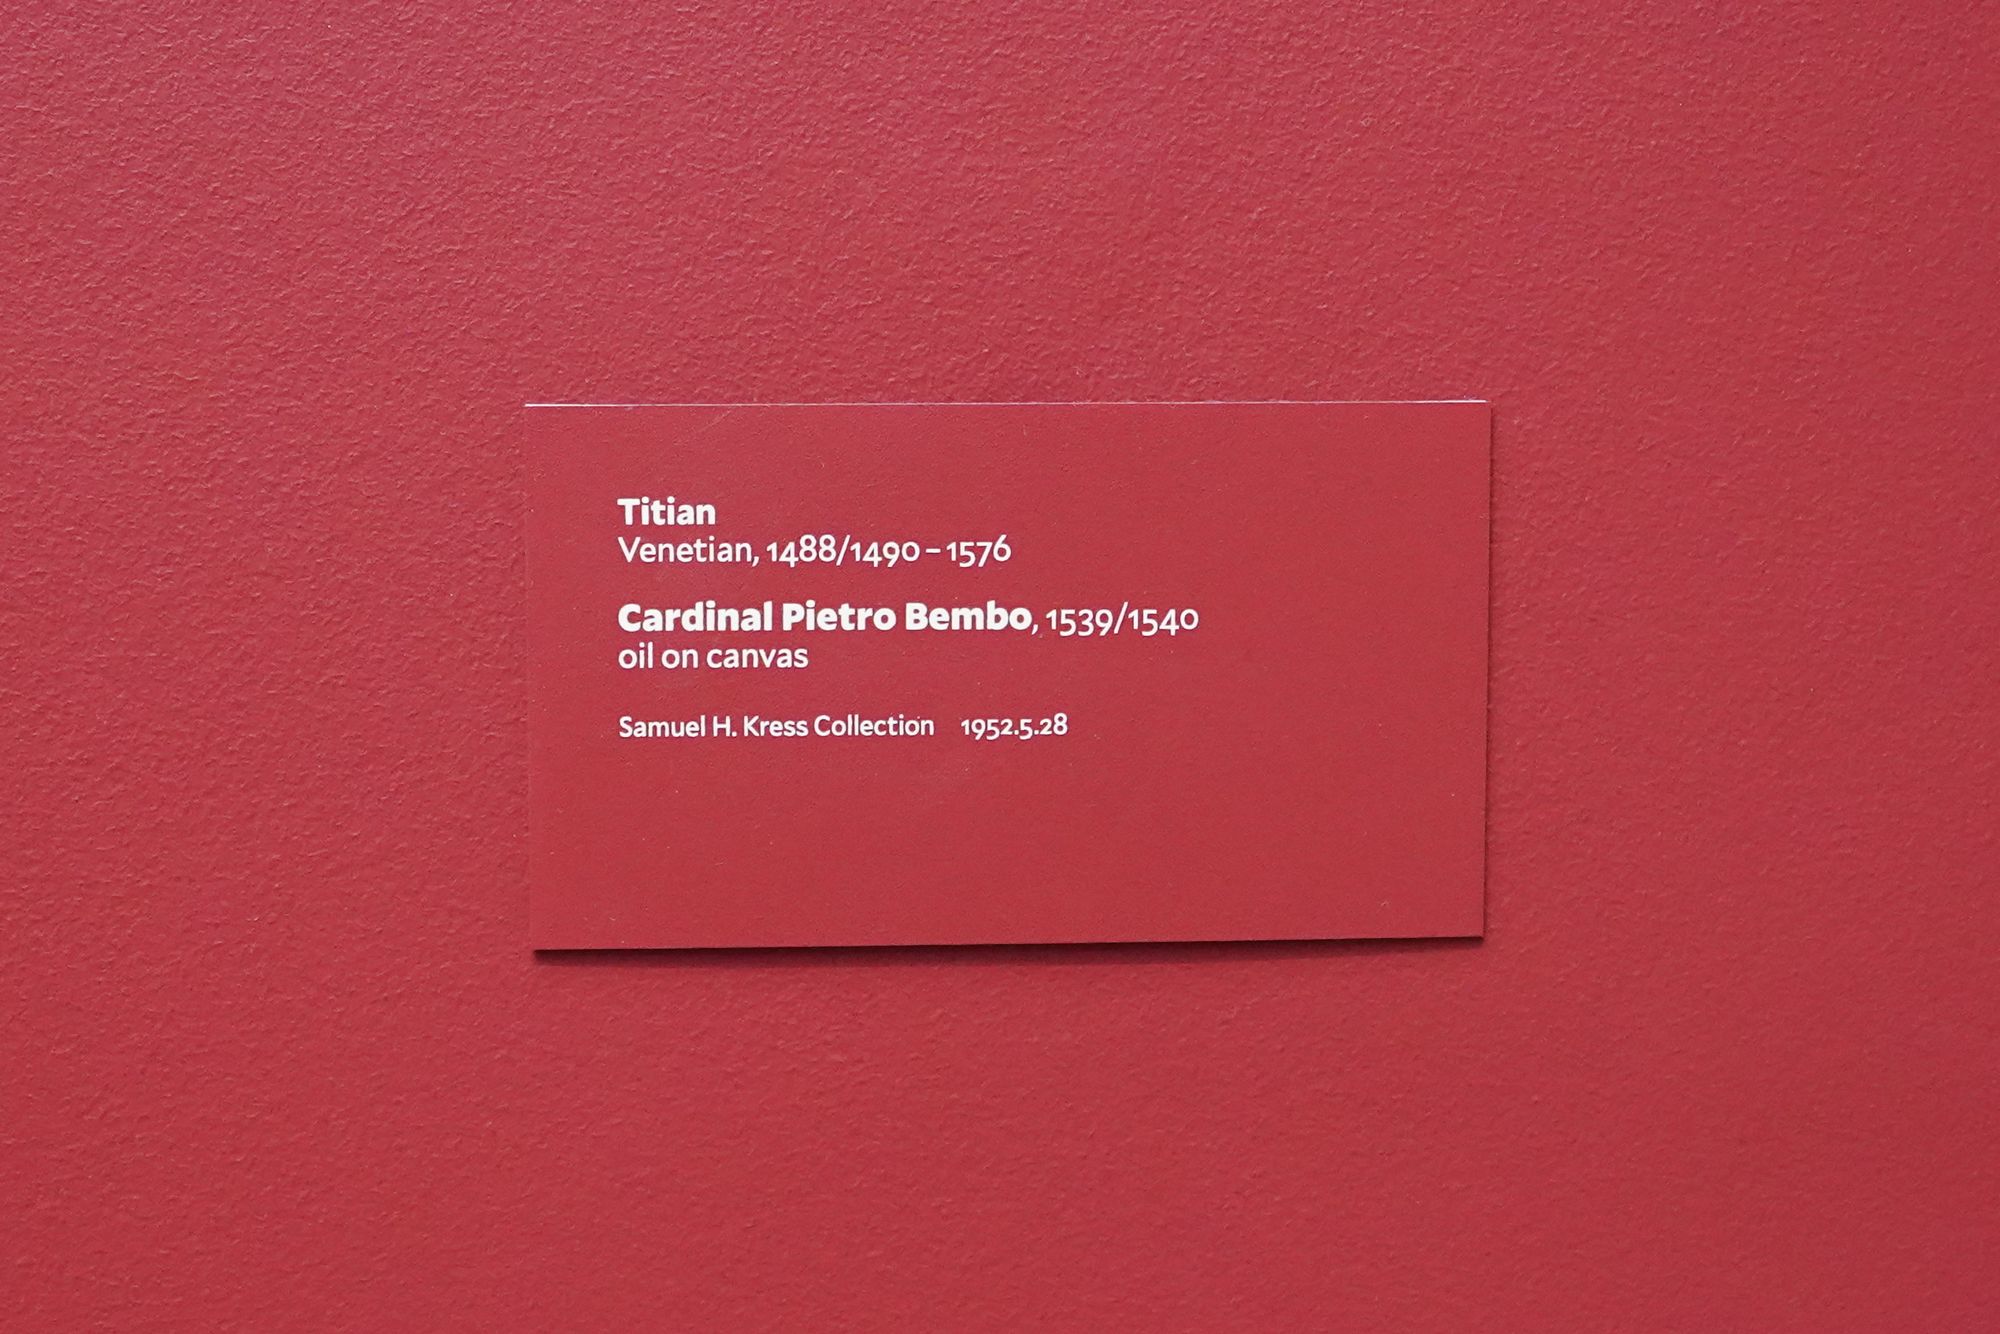 Titian
Venetian, 1488/1490 – 1576
Cardinal Pietro Bembo, 1539/1540
oil on canvas
Samuel H. Kress Collection 1952.5.28